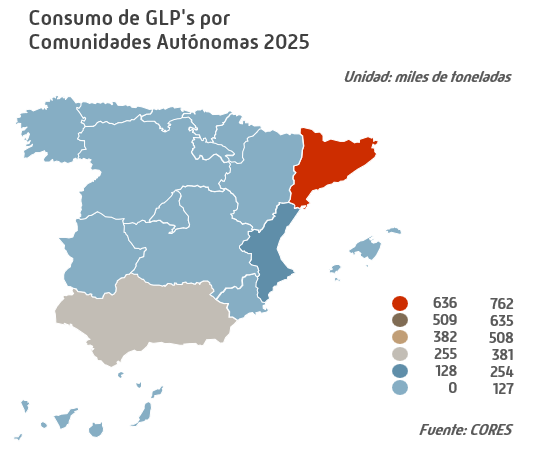 Consumo de GLP's por
Comunidades Autónomas 2025
Unidad: miles de toneladas
636 762
509 635
382 508
255 381
128 254
0 127
Fuente: CORES